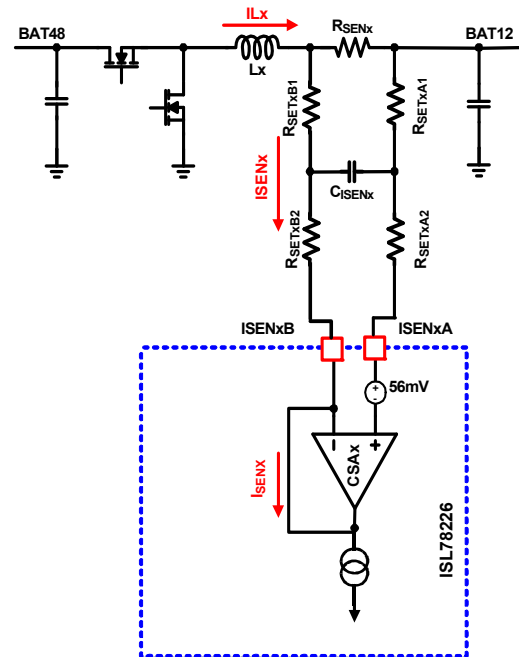 ILx
BAT48
RSENx
BAT12
Lx
RSETxB1
RSETxA1
ISENx
CISENx
RSETxB2
RSETxA2
ISENxB
ISENxA
56mV
+
-
CSAx
ISENX
ISL78226